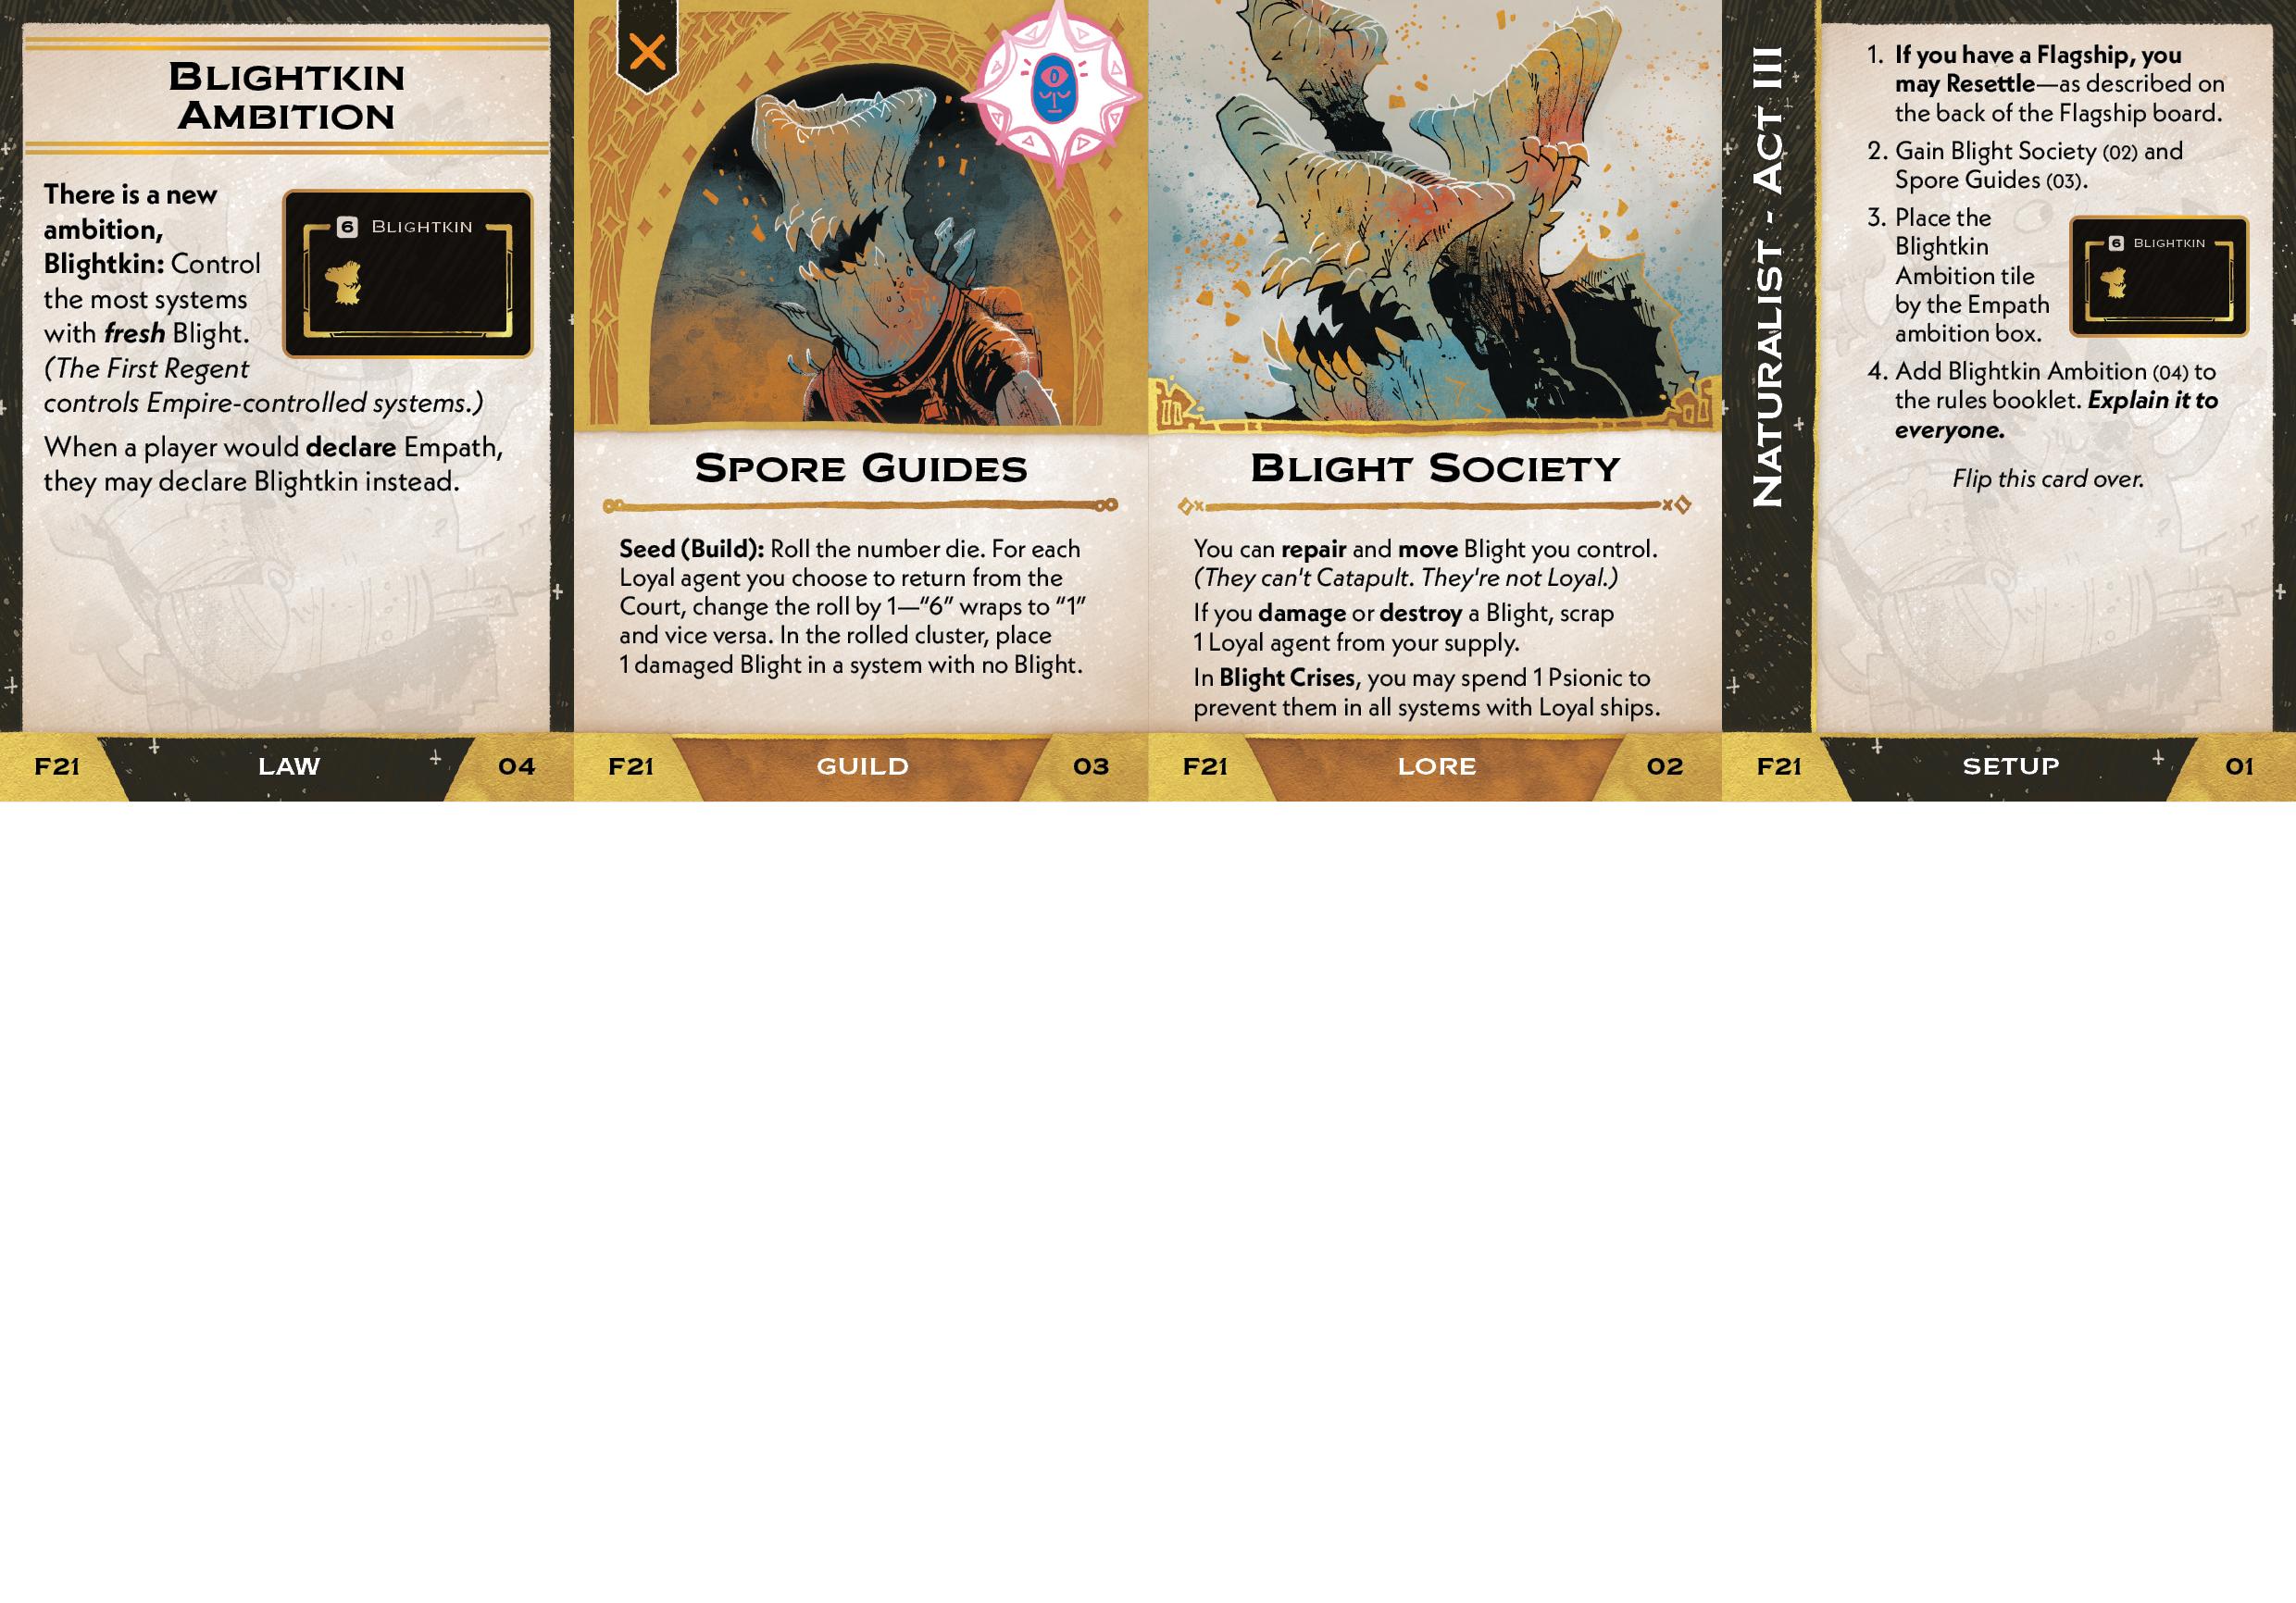 BLIGHTKIN
AMBITION
There is a new
ambition,
Blightkin: Control
the most systems
with fresh Blight.
(The First Regent
controls Empire-controlled systems.)
6 BLIGHTKIN
When a player would declare Empath,
they may declare Blightkin instead.
F21 LAW 04
SPORE GUIDES
Seed (Build): Roll the number die. For each
Loyal agent you choose to return from the
Court, change the roll by 1—“6” wraps to “1”
and vice versa. In the rolled cluster, place
1 damaged Blight in a system with no Blight.
F21 GUILD 03
BLIGHT SOCIETY
You can repair and move Blight you control.
(They can't Catapult. They're not Loyal.)
If you damage or destroy a Blight, scrap
1 Loyal agent from your supply.
In Blight Crises, you may spend 1 Psionic to
prevent them in all systems with Loyal ships.
F21 LORE 02
NATURALIST - ACT III
1. If you have a Flagship, you
may Resettle—as described on
the back of the Flagship board.
2. Gain Blight Society (02) and
Spore Guides (03).
3. Place the
Blightkin
Ambition tile
by the Empath
ambition box.
6 BLIGHTKIN
4. Add Blightkin Ambition (04) to
the rules booklet. Explain it to
everyone.
Flip this card over.
F21 SETUP 01